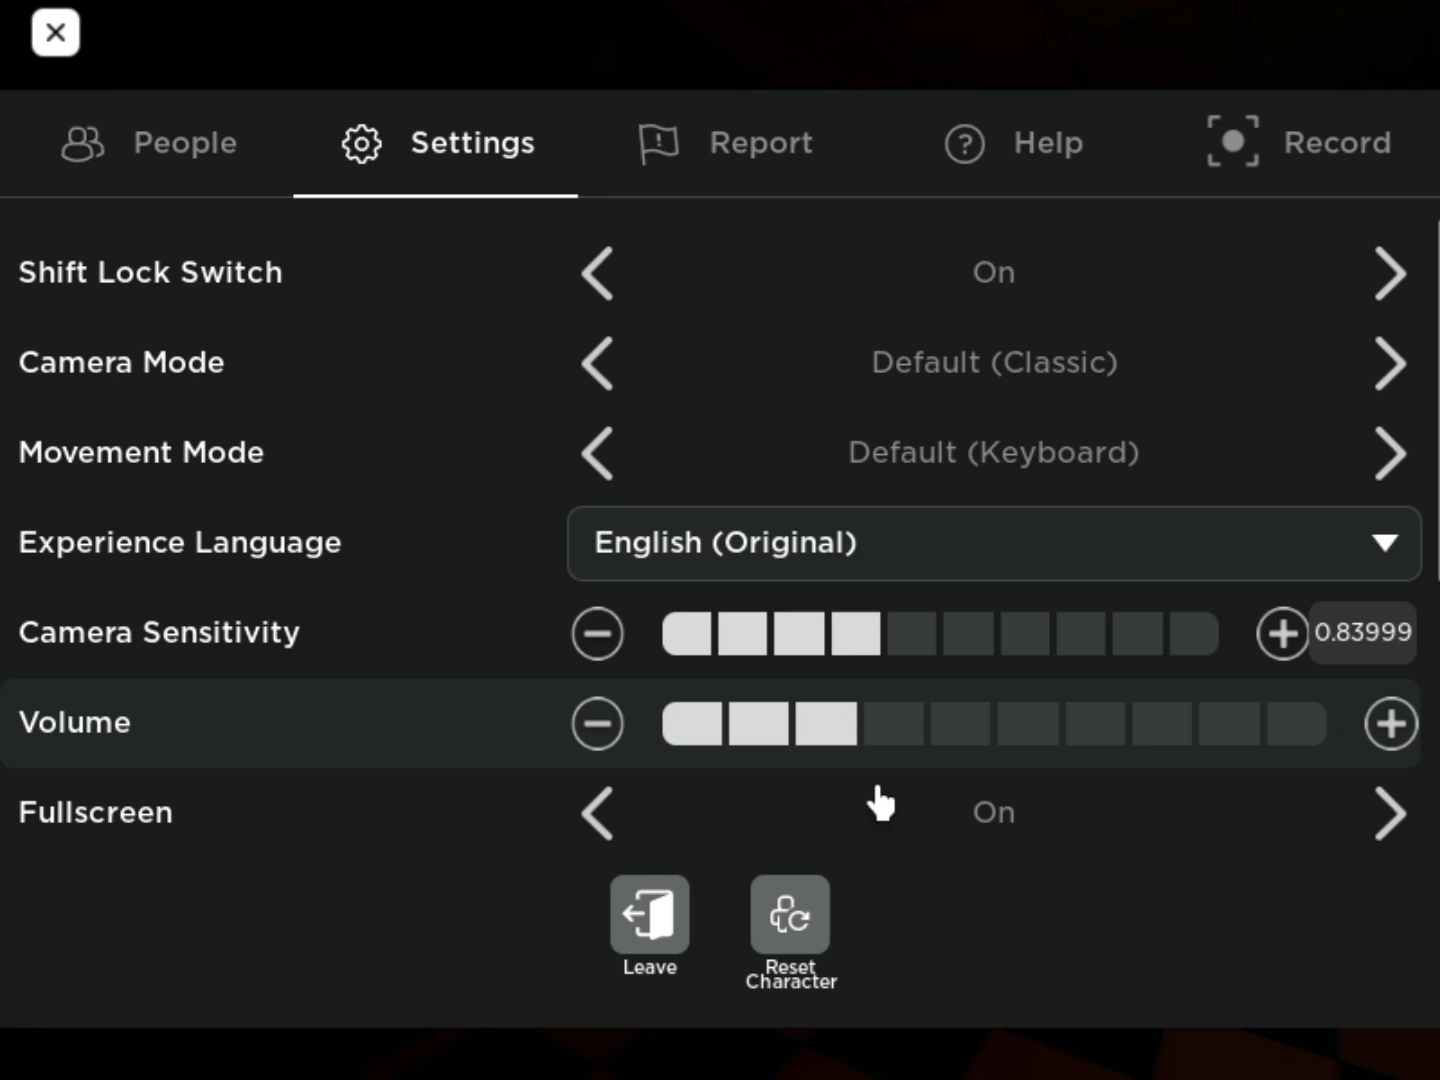 People
Settings
Report
Help
Record
Shift Lock Switch
On
Camera Mode
Default (Classic)
Movement Mode
Default (Keyboard)
Experience Language
English (Original)
Camera Sensitivity
0.83999
Volume
Fullscreen
On
Leave
Reset
Character